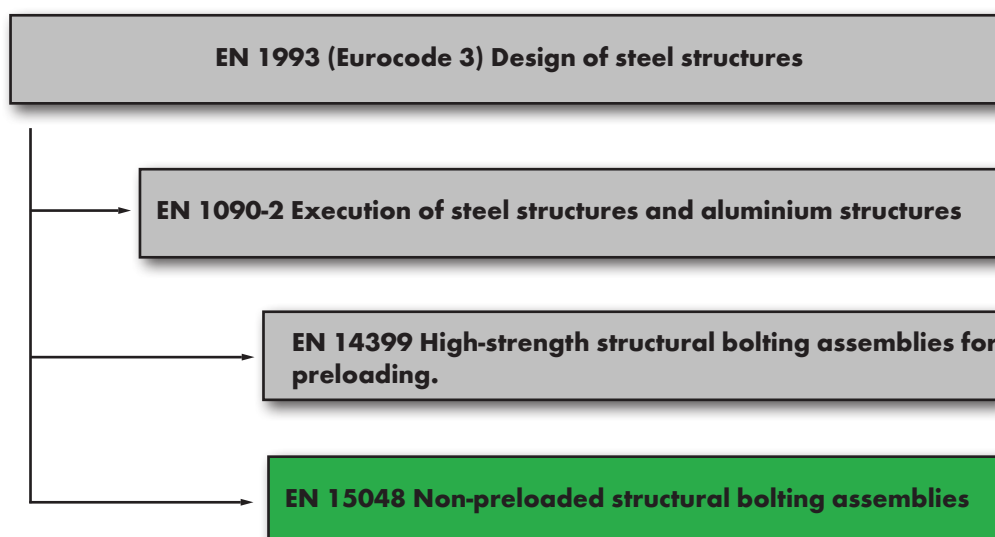 EN 1993 (Eurocode 3) Design of steel structures
EN 1090-2 Execution of steel structures and aluminium structures
EN 14399 High-strength structural bolting assemblies for
preloading.
EN 15048 Non-preloaded structural bolting assemblies